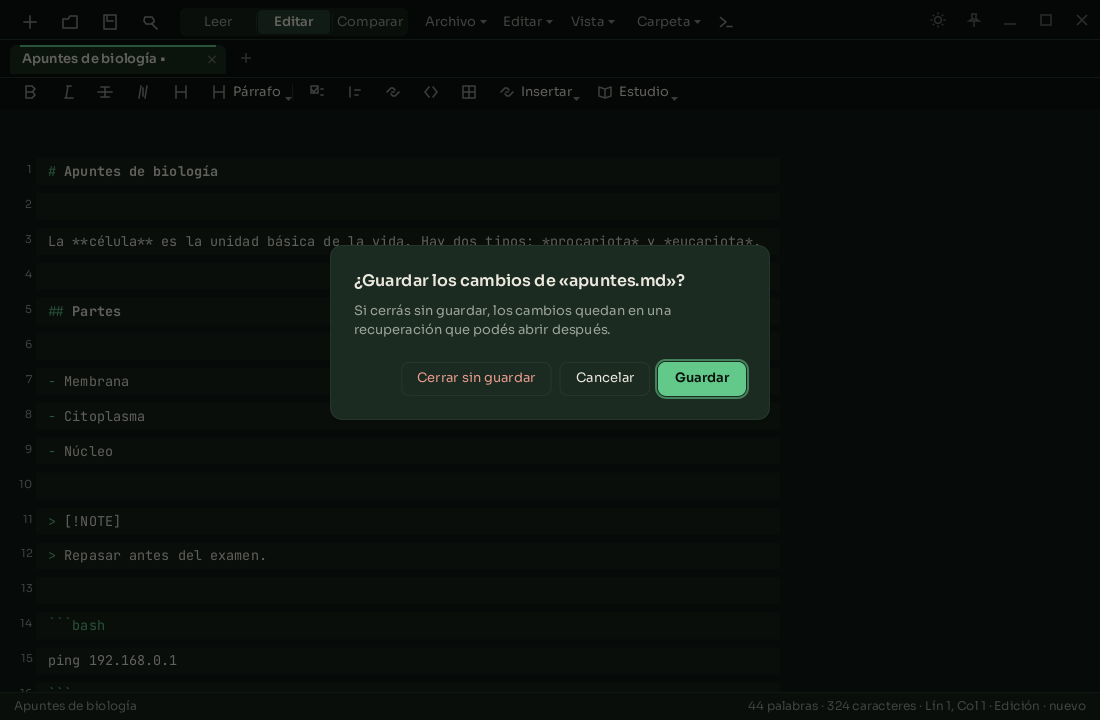 Leer Editar Comparar Archivo Editar Vista Carpeta
Apuntes de biología •
Párrafo Insertar Estudio
1 # Apuntes de biología
2
3 La **célula** es la unidad básica de la vida. Hay dos tipos: *procariota* y *eucariota*.
4
5 ## Partes
6
7 - Membrana
8 - Citoplasma
9 - Núcleo
10
11 > [!NOTE]
12 > Repasar antes del examen.
13
14 ```bash
15 ping 192.168.0.1
16 ```
¿Guardar los cambios de «apuntes.md»?
Si cerrás sin guardar, los cambios quedan en una
recuperación que podés abrir después.
Cerrar sin guardar Cancelar Guardar
Apuntes de biología 44 palabras · 324 caracteres · Lín 1, Col 1 · Edición · nuevo